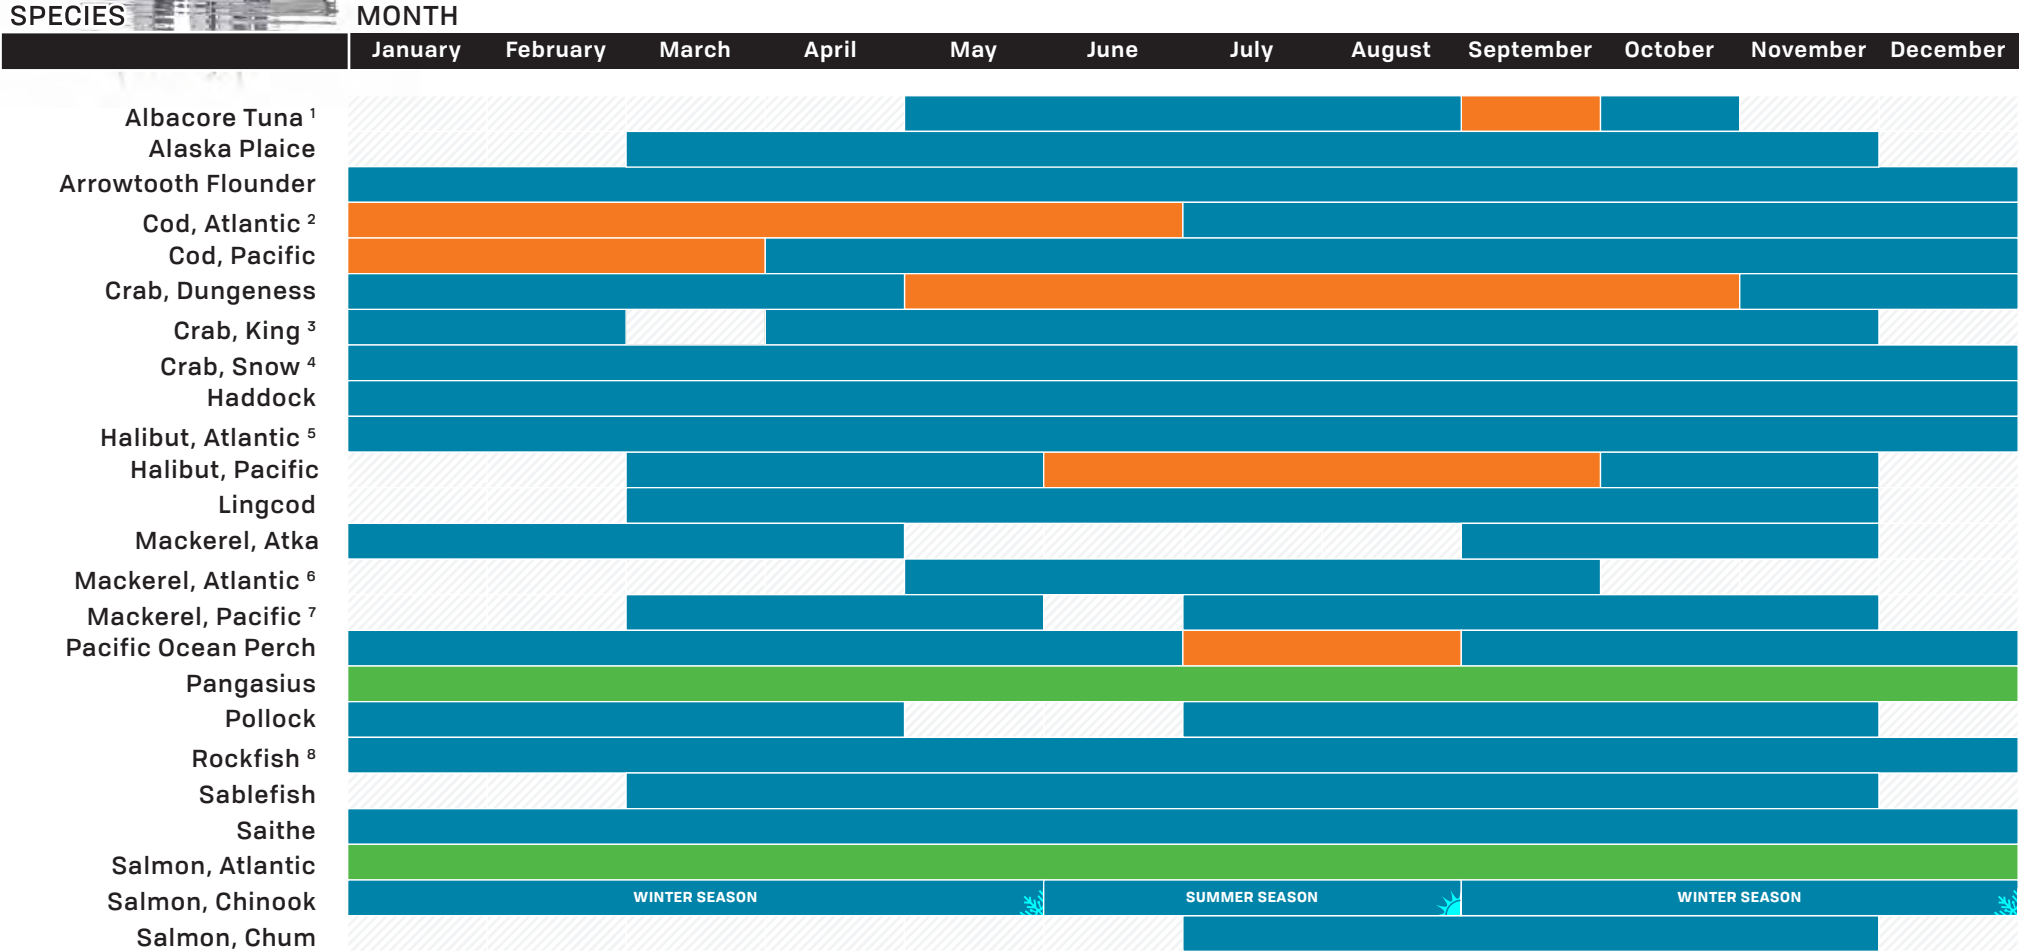 SPECIES MONTH
January February March April May June July August September October November December
Albacore Tuna ¹
Alaska Plaice
Arrowtooth Flounder
Cod, Atlantic ²
Cod, Pacific
Crab, Dungeness
Crab, King ³
Crab, Snow ⁴
Haddock
Halibut, Atlantic ⁵
Halibut, Pacific
Lingcod
Mackerel, Atka
Mackerel, Atlantic ⁶
Mackerel, Pacific ⁷
Pacific Ocean Perch
Pangasius
Pollock
Rockfish ⁸
Sablefish
Saithe
Salmon, Atlantic
Salmon, Chinook WINTER SEASON SUMMER SEASON WINTER SEASON
Salmon, Chum